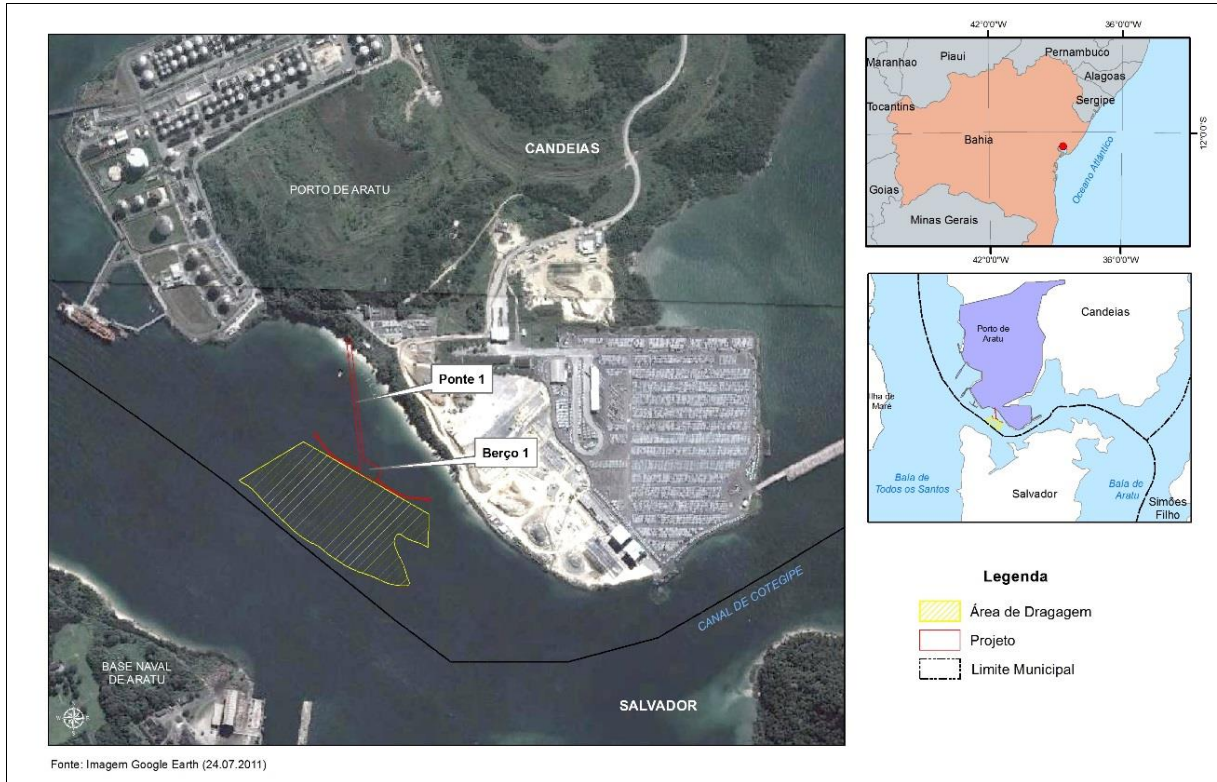 CANDEIAS
PORTO DE ARATU
Ponte 1
Berço 1
CANAL DE COTEGIPE
BASE NAVAL
DE ARATU
SALVADOR
N
W
E
S
Fonte: Imagem Google Earth (24.07.2011)
42°0'0"W
36°0'0"W
Maranhao
Piaui
Pernambuco
Alagoas
Sergipe
Tocantins
Bahia
12°0'0"S
Oceano Atlântico
Goias
Minas Gerais
42°0'0"W
36°0'0"W
Candeias
Porto de
Aratu
Ilha de
Maré
Baía de
Todos os Santos
Salvador
Baía de
Aratu
Simões
Filho
Legenda
Área de Dragagem
Projeto
Limite Municipal